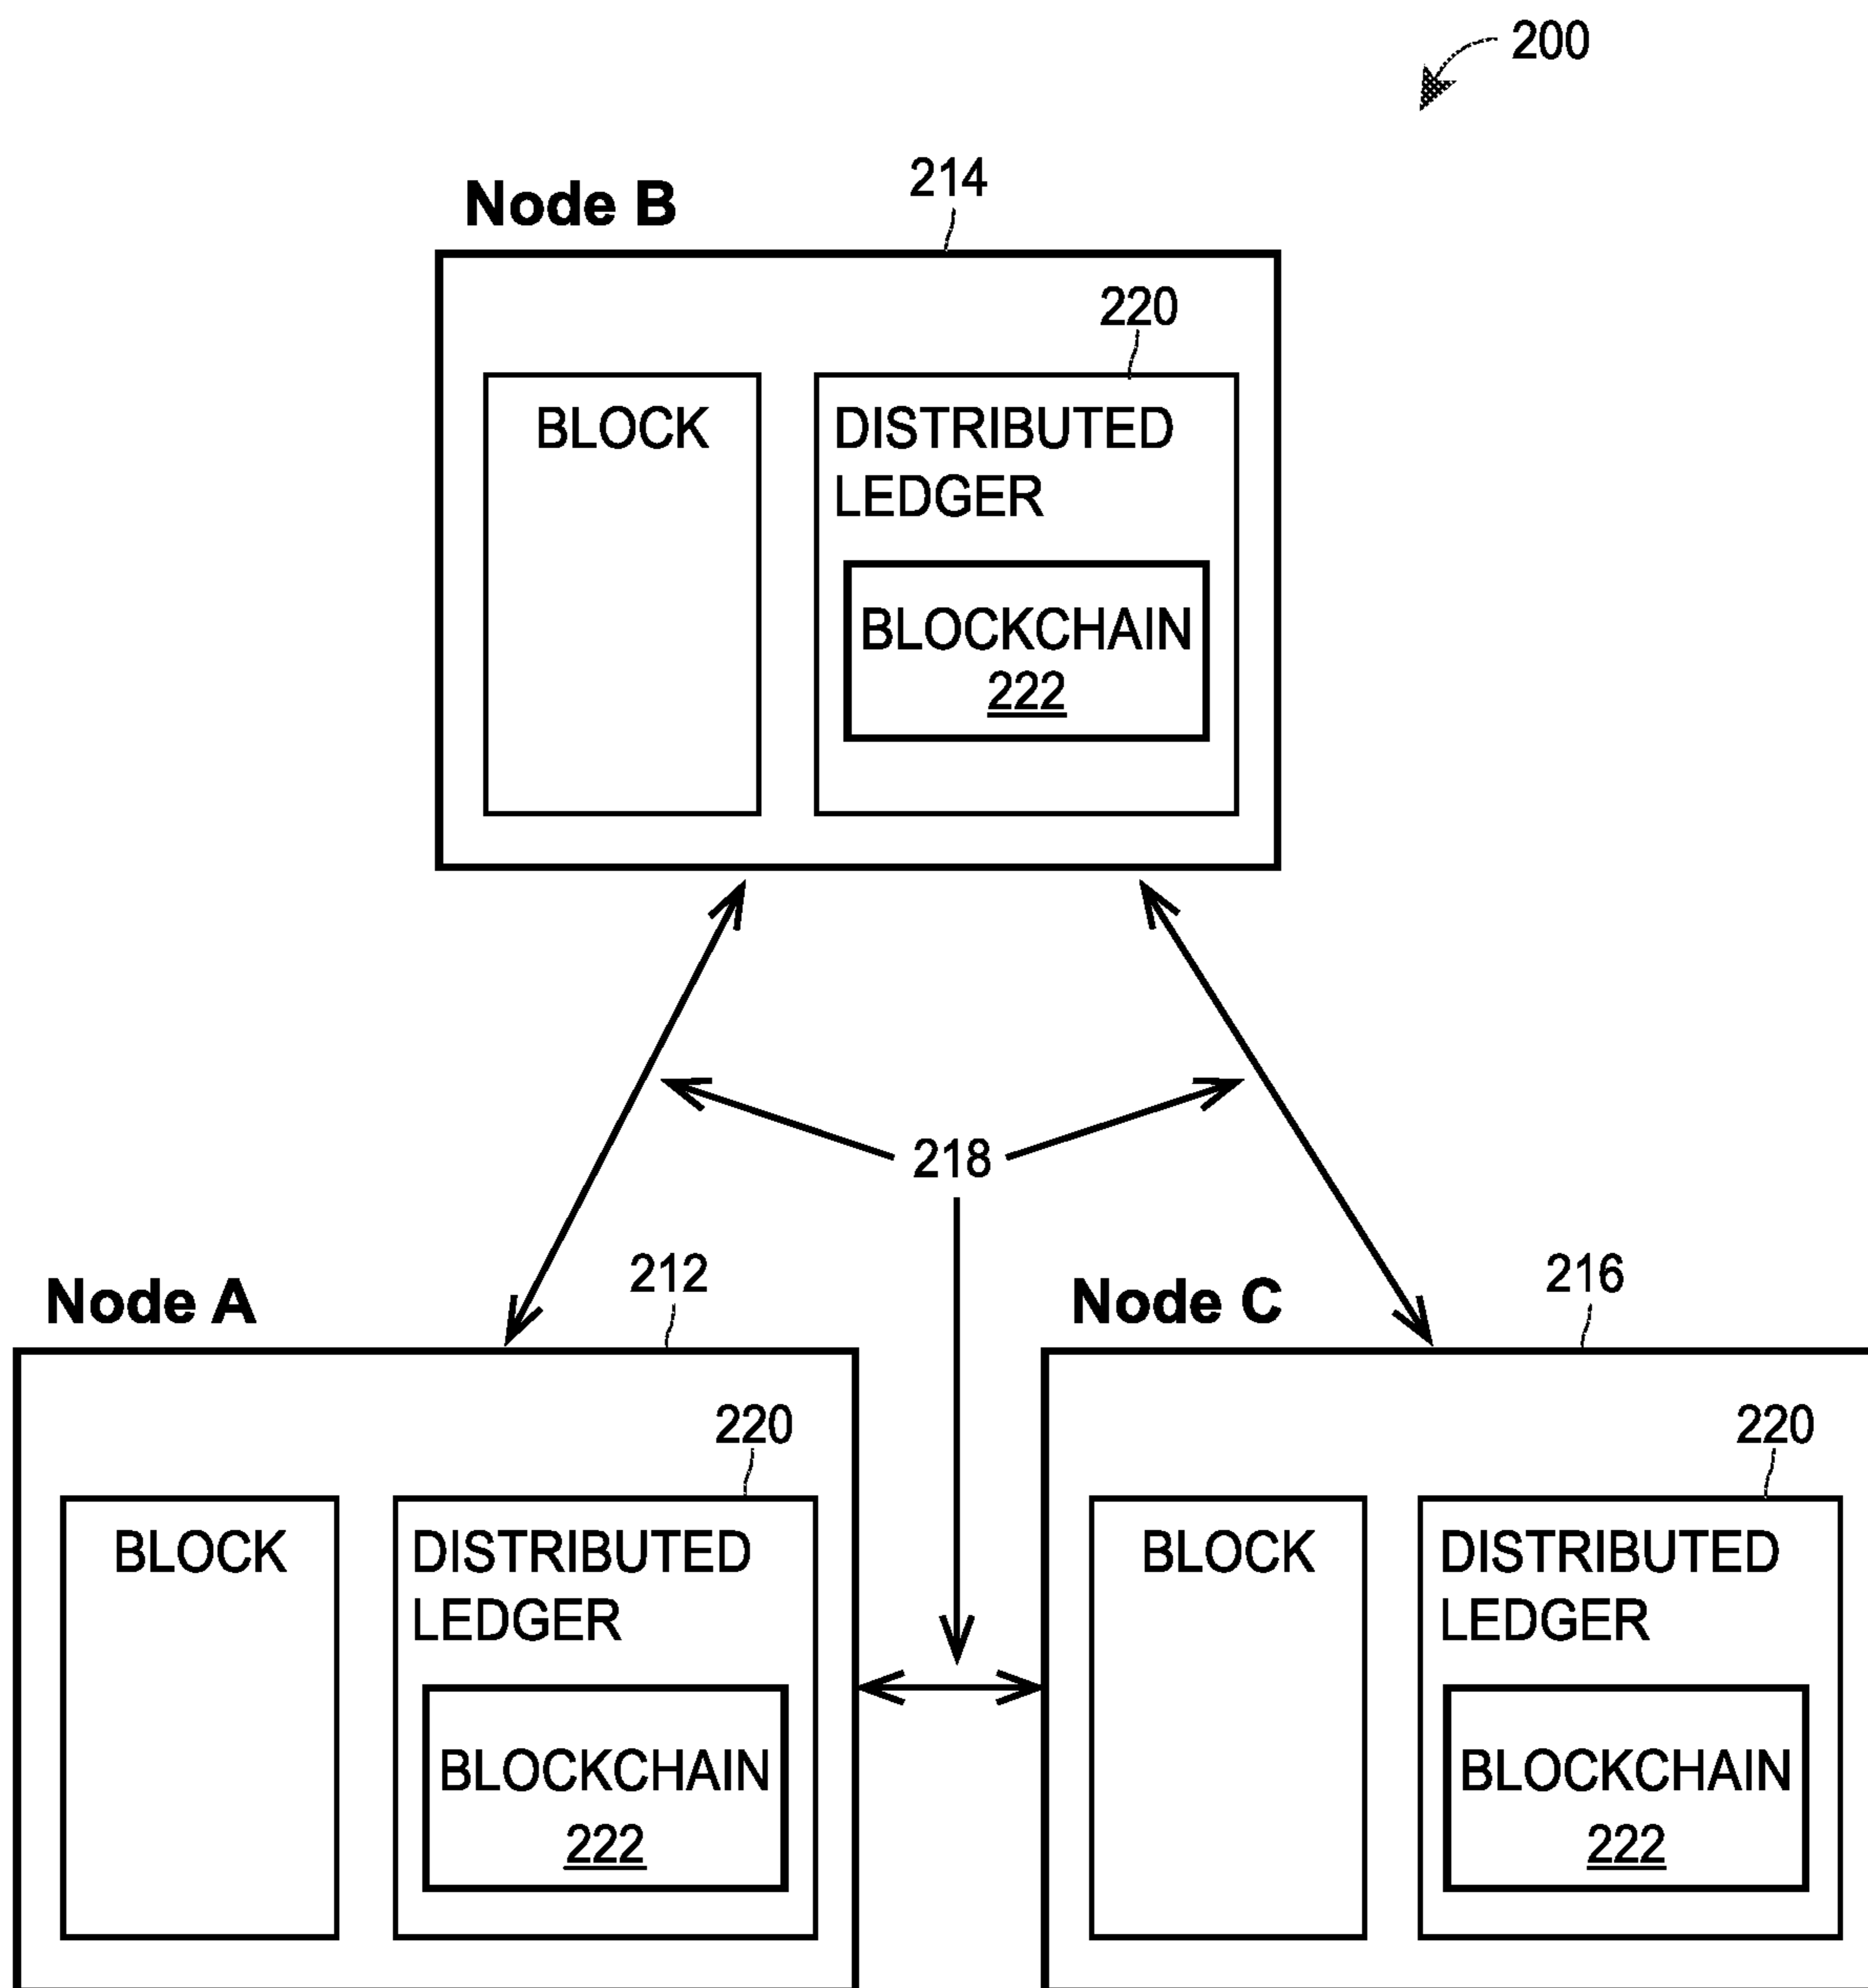 200
Node B
214
220
BLOCK
DISTRIBUTED
LEDGER
BLOCKCHAIN
222
218
Node A
212
220
BLOCK
DISTRIBUTED
LEDGER
BLOCKCHAIN
222
Node C
216
220
BLOCK
DISTRIBUTED
LEDGER
BLOCKCHAIN
222